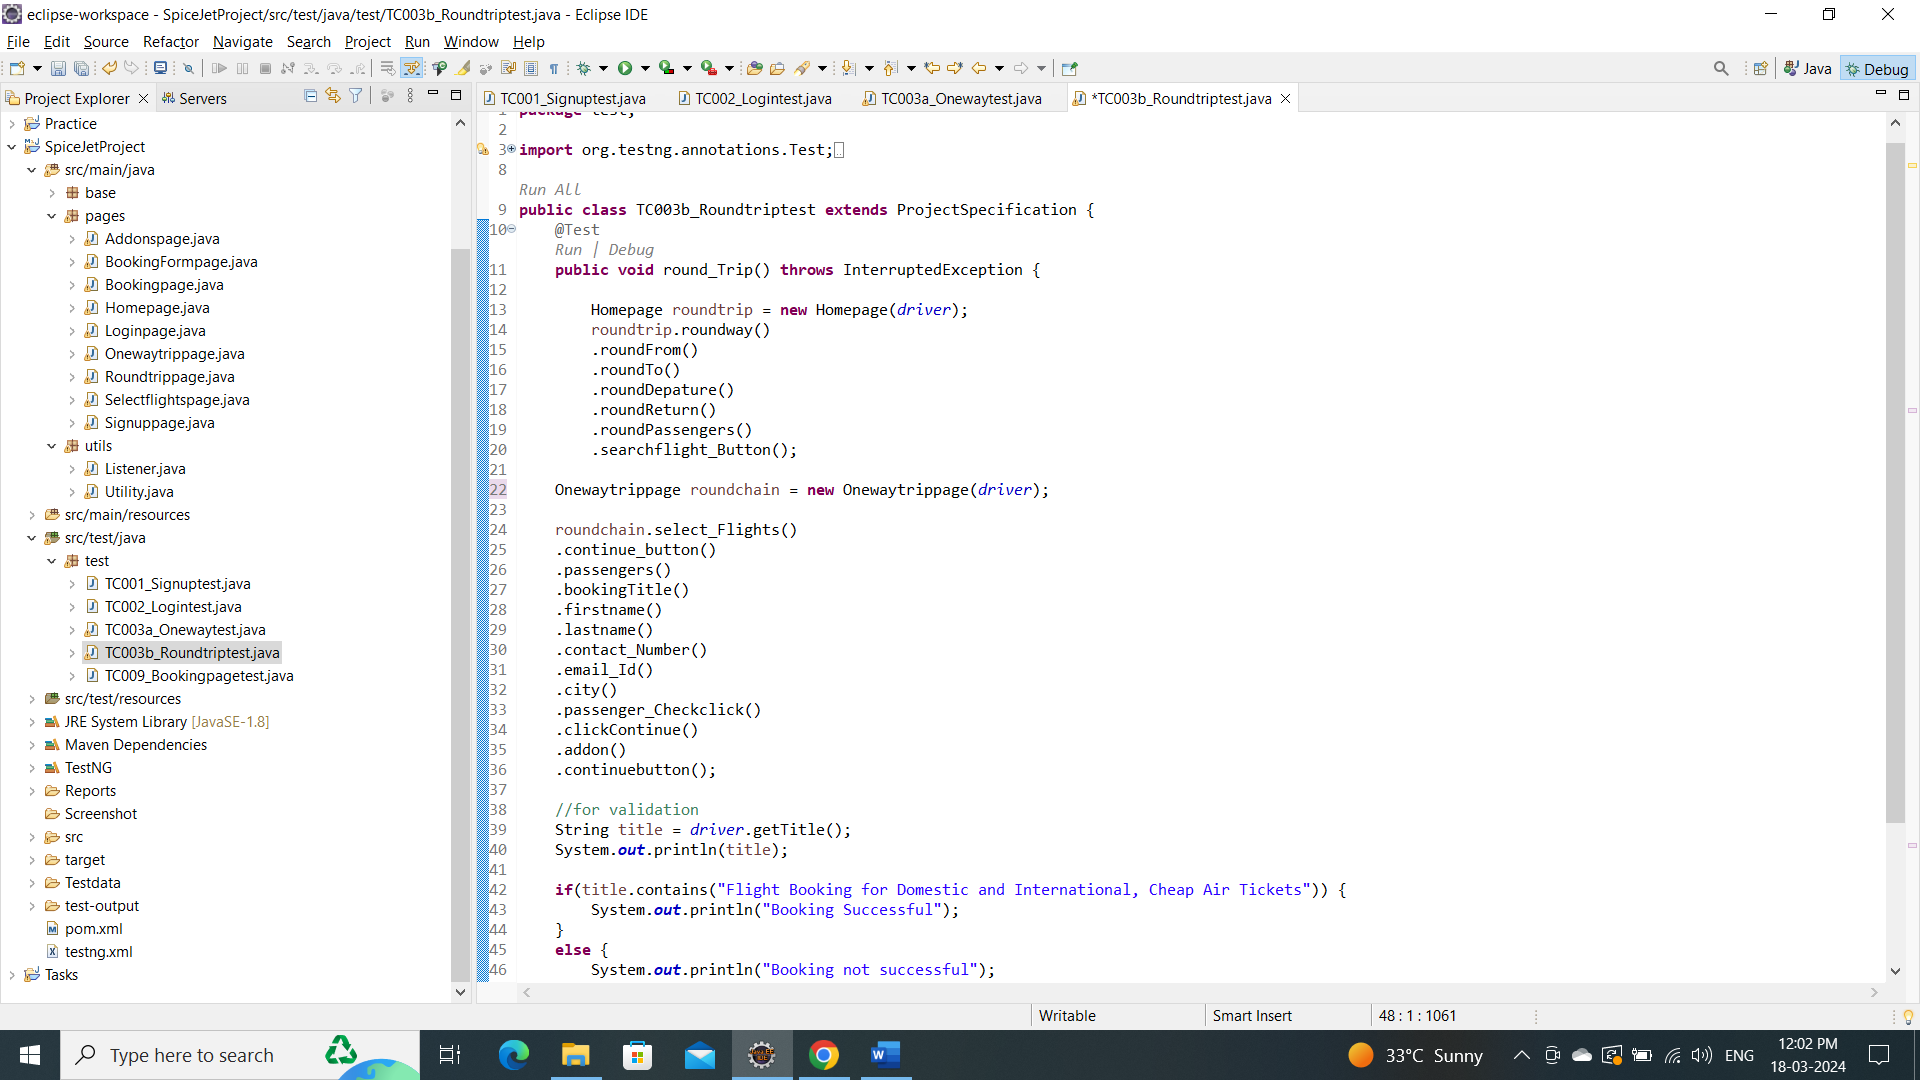 eclipse-workspace - SpiceJetProject/src/test/java/test/TC003b_Roundtriptest.java - Eclipse IDE
File Edit Source Refactor Navigate Search Project Run Window Help
Java Debug
Project Explorer Servers
TC001_Signuptest.java TC002_Logintest.java TC003a_Onewaytest.java *TC003b_Roundtriptest.java
Practice
SpiceJetProject
src/main/java
base
pages
Addonspage.java
BookingFormpage.java
Bookingpage.java
Homepage.java
Loginpage.java
Onewaytrippage.java
Roundtrippage.java
Selectflightspage.java
Signuppage.java
utils
Listener.java
Utility.java
src/main/resources
src/test/java
test
TC001_Signuptest.java
TC002_Logintest.java
TC003a_Onewaytest.java
TC003b_Roundtriptest.java
TC009_Bookingpagetest.java
src/test/resources
JRE System Library [JavaSE-1.8]
Maven Dependencies
TestNG
Reports
Screenshot
src
target
Testdata
test-output
pom.xml
testng.xml
Tasks
1 package test;
2
3 import org.testng.annotations.Test;
8
Run All
9 public class TC003b_Roundtriptest extends ProjectSpecification {
10 @Test
Run | Debug
11 public void round_Trip() throws InterruptedException {
12
13 Homepage roundtrip = new Homepage(driver);
14 roundtrip.roundway()
15 .roundFrom()
16 .roundTo()
17 .roundDepature()
18 .roundReturn()
19 .roundPassengers()
20 .searchflight_Button();
21
22 Onewaytrippage roundchain = new Onewaytrippage(driver);
23
24 roundchain.select_Flights()
25 .continue_button()
26 .passengers()
27 .bookingTitle()
28 .firstname()
29 .lastname()
30 .contact_Number()
31 .email_Id()
32 .city()
33 .passenger_Checkclick()
34 .clickContinue()
35 .addon()
36 .continuebutton();
37
38 //for validation
39 String title = driver.getTitle();
40 System.out.println(title);
41
42 if(title.contains("Flight Booking for Domestic and International, Cheap Air Tickets")) {
43 System.out.println("Booking Successful");
44 }
45 else {
46 System.out.println("Booking not successful");
Writable Smart Insert 48 : 1 : 1061
Type here to search
33°C Sunny
ENG
12:02 PM
18-03-2024